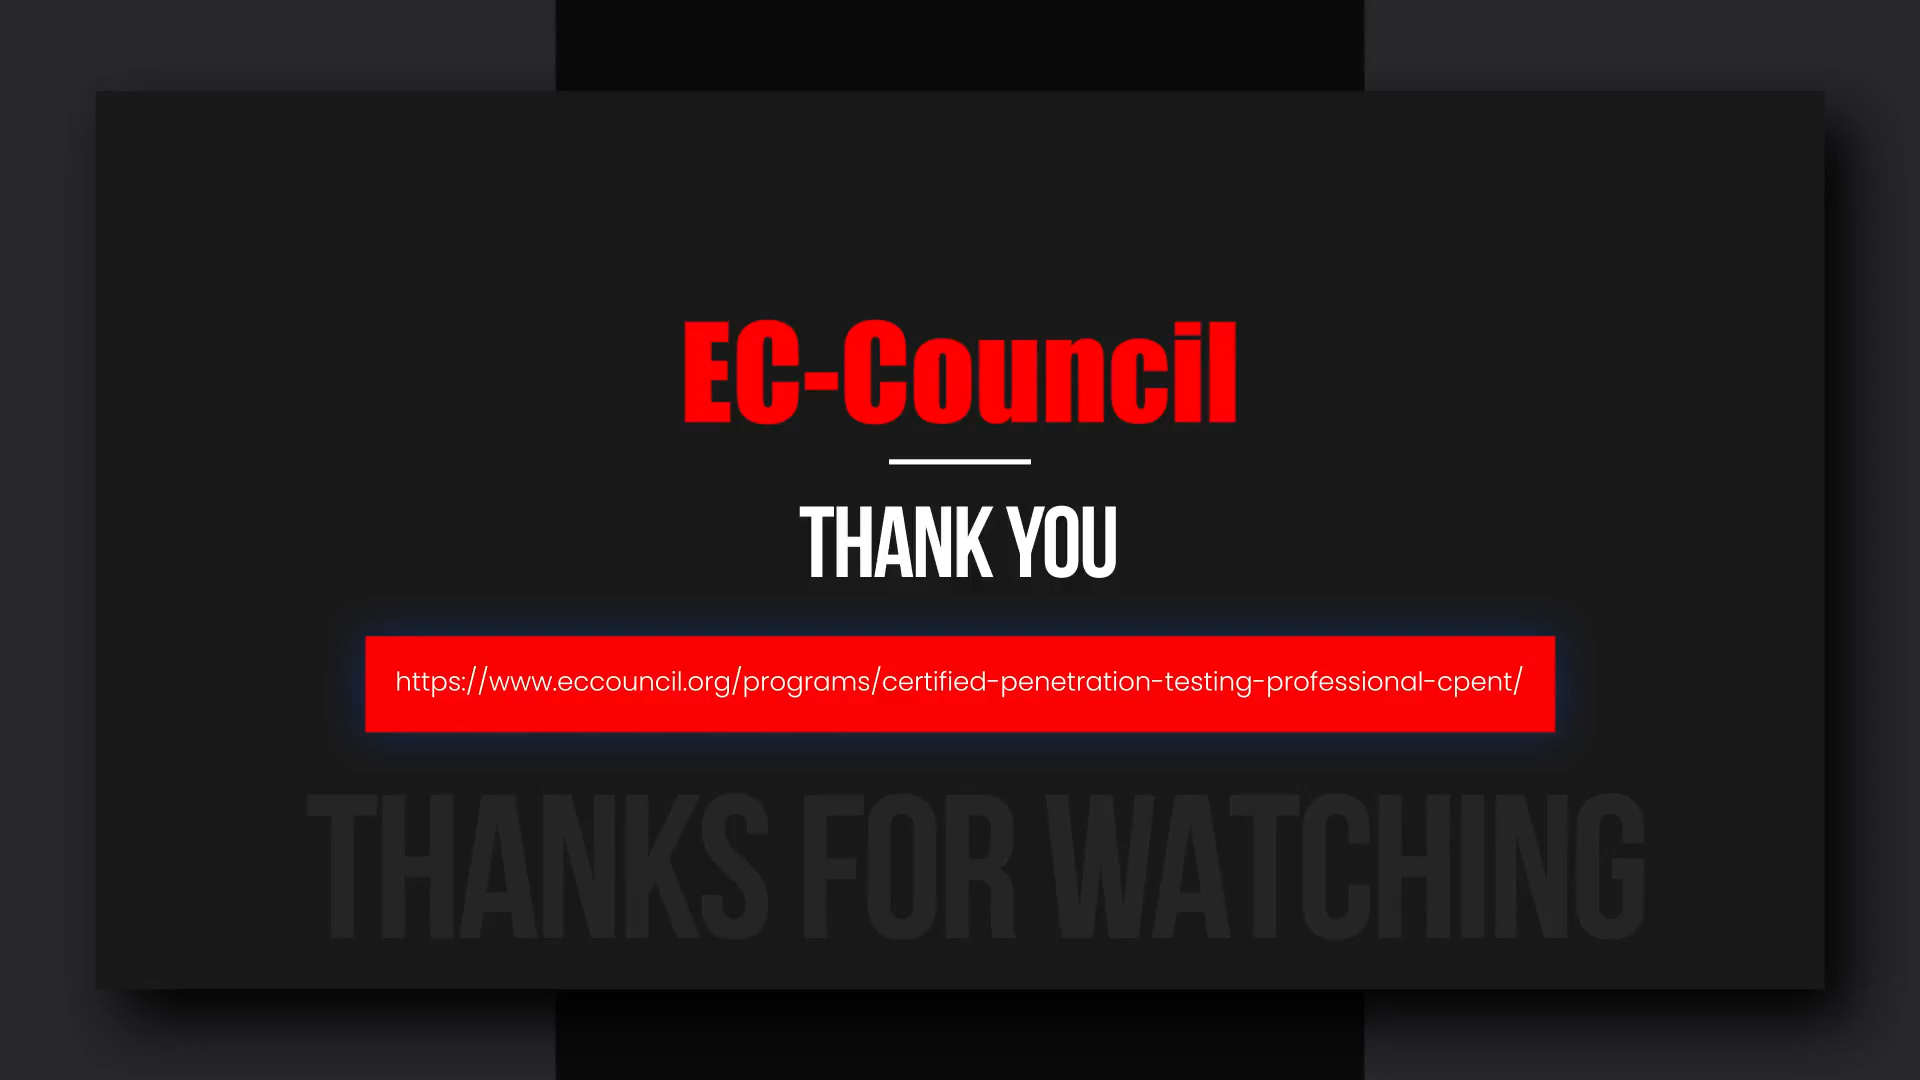 EC-Council
THANK YOU
https://www.eccouncil.org/programs/certified-penetration-testing-professional-cpent/
THANKS FOR WATCHING